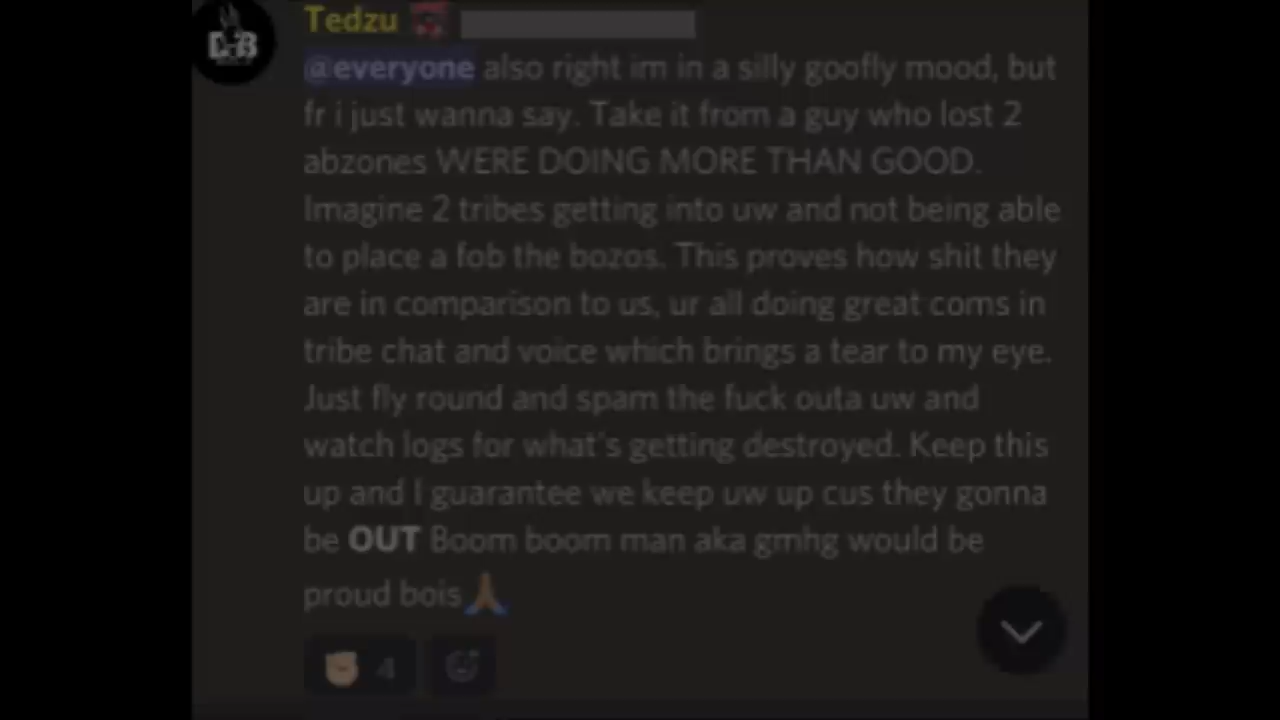 DB
Tedzu
@everyone also right im in a silly goofly mood, but
fr i just wanna say. Take it from a guy who lost 2
abzones WERE DOING MORE THAN GOOD.
Imagine 2 tribes getting into uw and not being able
to place a fob the bozos. This proves how shit they
are in comparison to us, ur all doing great coms in
tribe chat and voice which brings a tear to my eye.
Just fly round and spam the fuck outa uw and
watch logs for what's getting destroyed. Keep this
up and I guarantee we keep uw up cus they gonna
be OUT Boom boom man aka gmhg would be
proud bois🙏
4